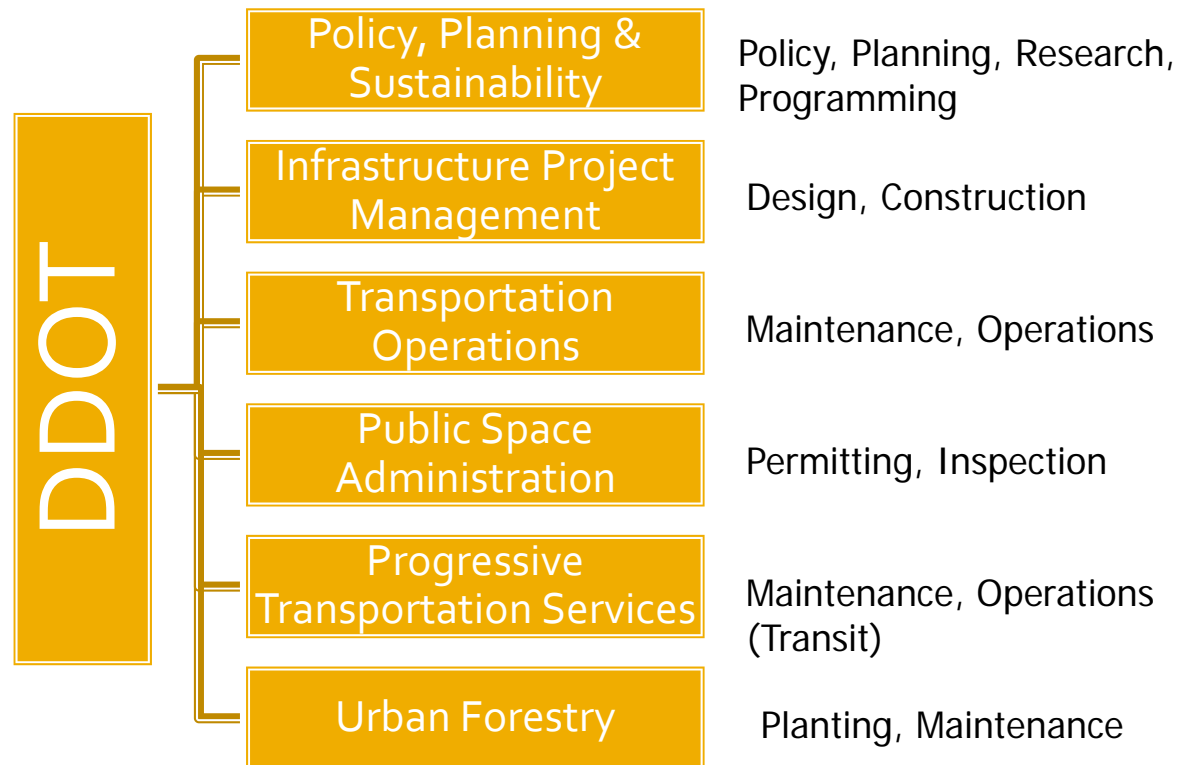 DDOT
Policy, Planning &
Sustainability
Policy, Planning, Research,
Programming
Infrastructure Project
Management
Design, Construction
Transportation
Operations
Maintenance, Operations
Public Space
Administration
Permitting, Inspection
Progressive
Transportation Services
Maintenance, Operations
(Transit)
Urban Forestry
Planting, Maintenance